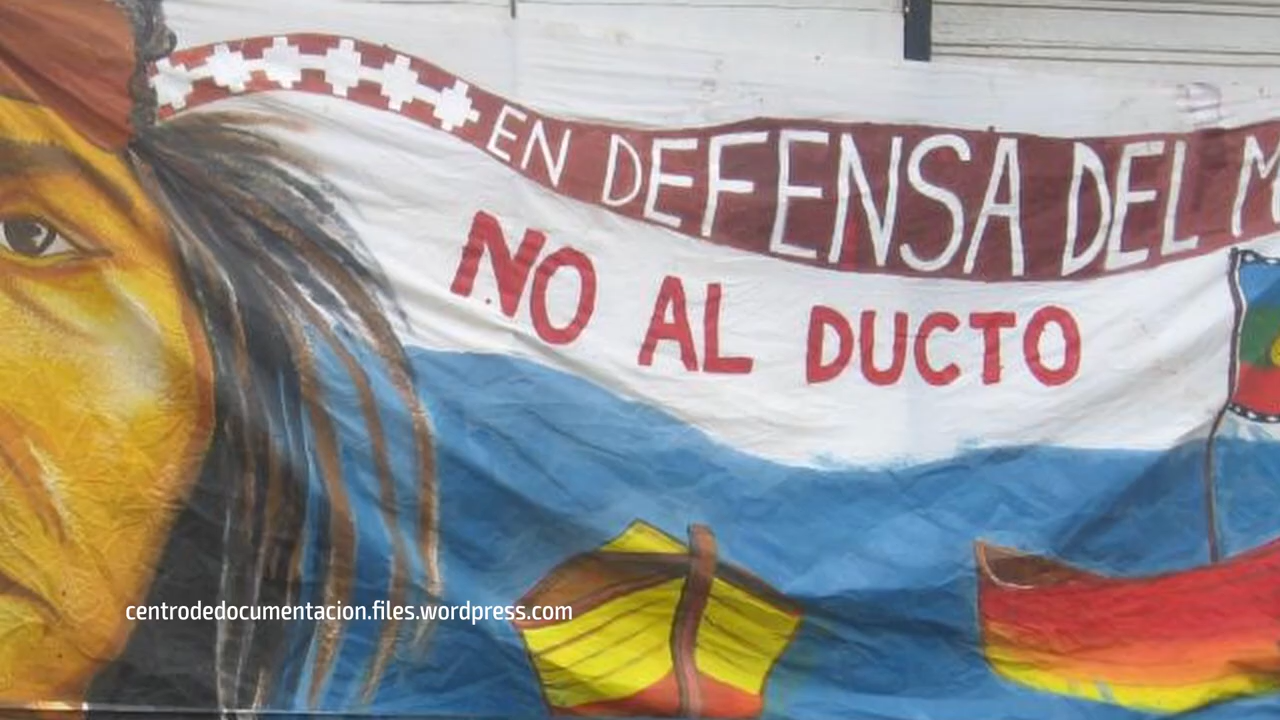 EN DEFENSA DEL M
NO AL DUCTO
centrodedocumentacion.files.wordpress.com